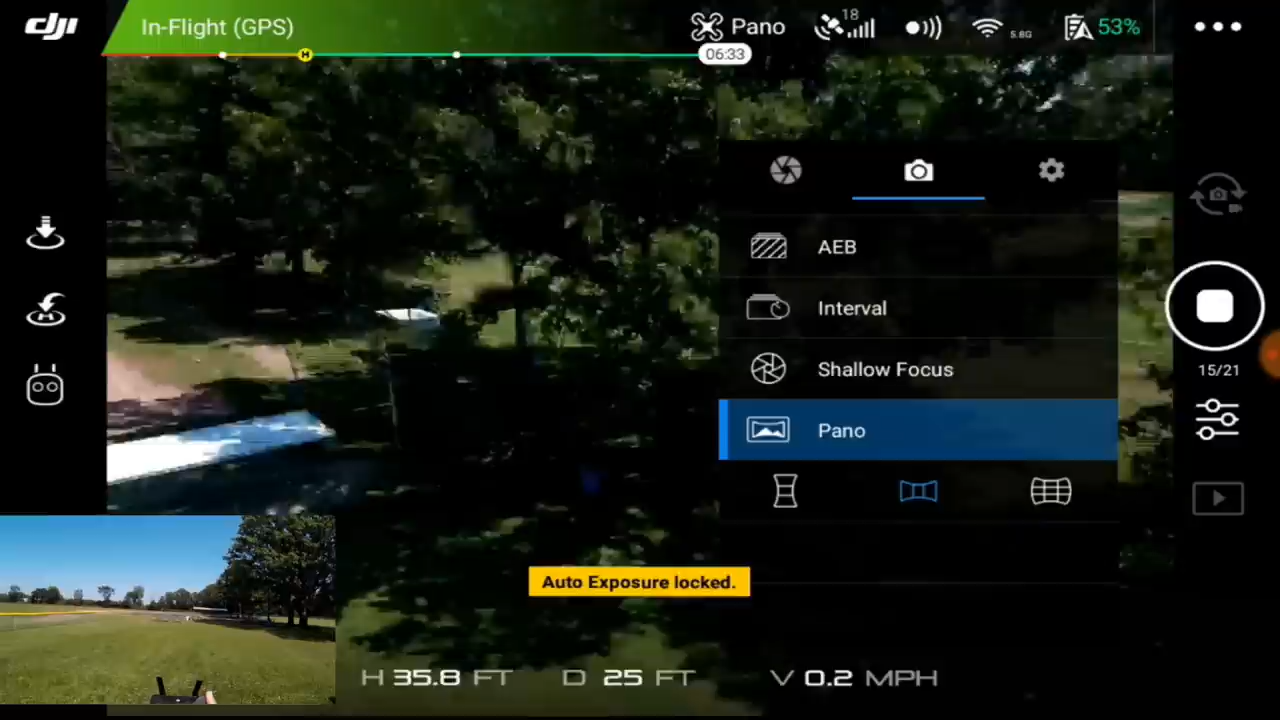 dji
In-Flight (GPS)
Pano
18
5.8G
53%
H
06:33
AEB
Interval
Shallow Focus
Pano
15/21
Auto Exposure locked.
H 35.8 FT D 25 FT V 0.2 MPH